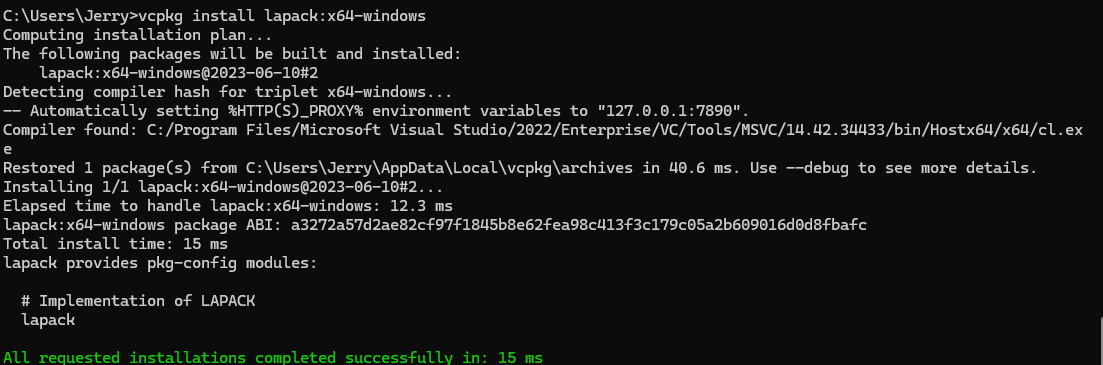 C:\Users\Jerry>vcpkg install lapack:x64-windows
Computing installation plan...
The following packages will be built and installed:
    lapack:x64-windows@2023-06-10#2
Detecting compiler hash for triplet x64-windows...
-- Automatically setting %HTTP(S)_PROXY% environment variables to "127.0.0.1:7890".
Compiler found: C:/Program Files/Microsoft Visual Studio/2022/Enterprise/VC/Tools/MSVC/14.42.34433/bin/Hostx64/x64/cl.ex
e
Restored 1 package(s) from C:\Users\Jerry\AppData\Local\vcpkg\archives in 40.6 ms. Use --debug to see more details.
Installing 1/1 lapack:x64-windows@2023-06-10#2...
Elapsed time to handle lapack:x64-windows: 12.3 ms
lapack:x64-windows package ABI: a3272a57d2ae82cf97f1845b8e62fea98c413f3c179c05a2b609016d0d8fbafc
Total install time: 15 ms
lapack provides pkg-config modules:
  # Implementation of LAPACK
  lapack
All requested installations completed successfully in: 15 ms